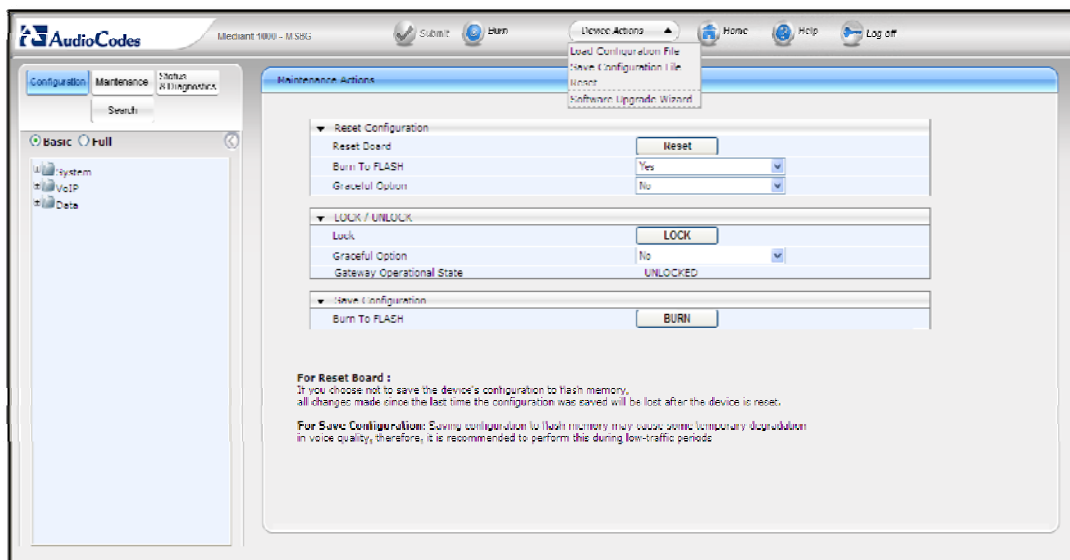 AudioCodes
Mediant 1000 - MSBG
Submit
Burn
Device Actions
Home
Help
Log off
Load Configuration File
Save Configuration File
Reset
Software Upgrade Wizard
Configuration
Maintenance
Status
& Diagnostics
Search
Basic
Full
System
VoIP
Data
Maintenance Actions
Reset Configuration
Reset Board
Reset
Burn To FLASH
Yes
Graceful Option
No
LOCK / UNLOCK
Lock
LOCK
Graceful Option
No
Gateway Operational State
UNLOCKED
Save Configuration
Burn To FLASH
BURN
For Reset Board :
If you choose not to save the device's configuration to flash memory,
all changes made since the last time the configuration was saved will be lost after the device is reset.
For Save Configuration: Saving configuration to flash memory may cause some temporary degradation
in voice quality, therefore, it is recommended to perform this during low-traffic periods